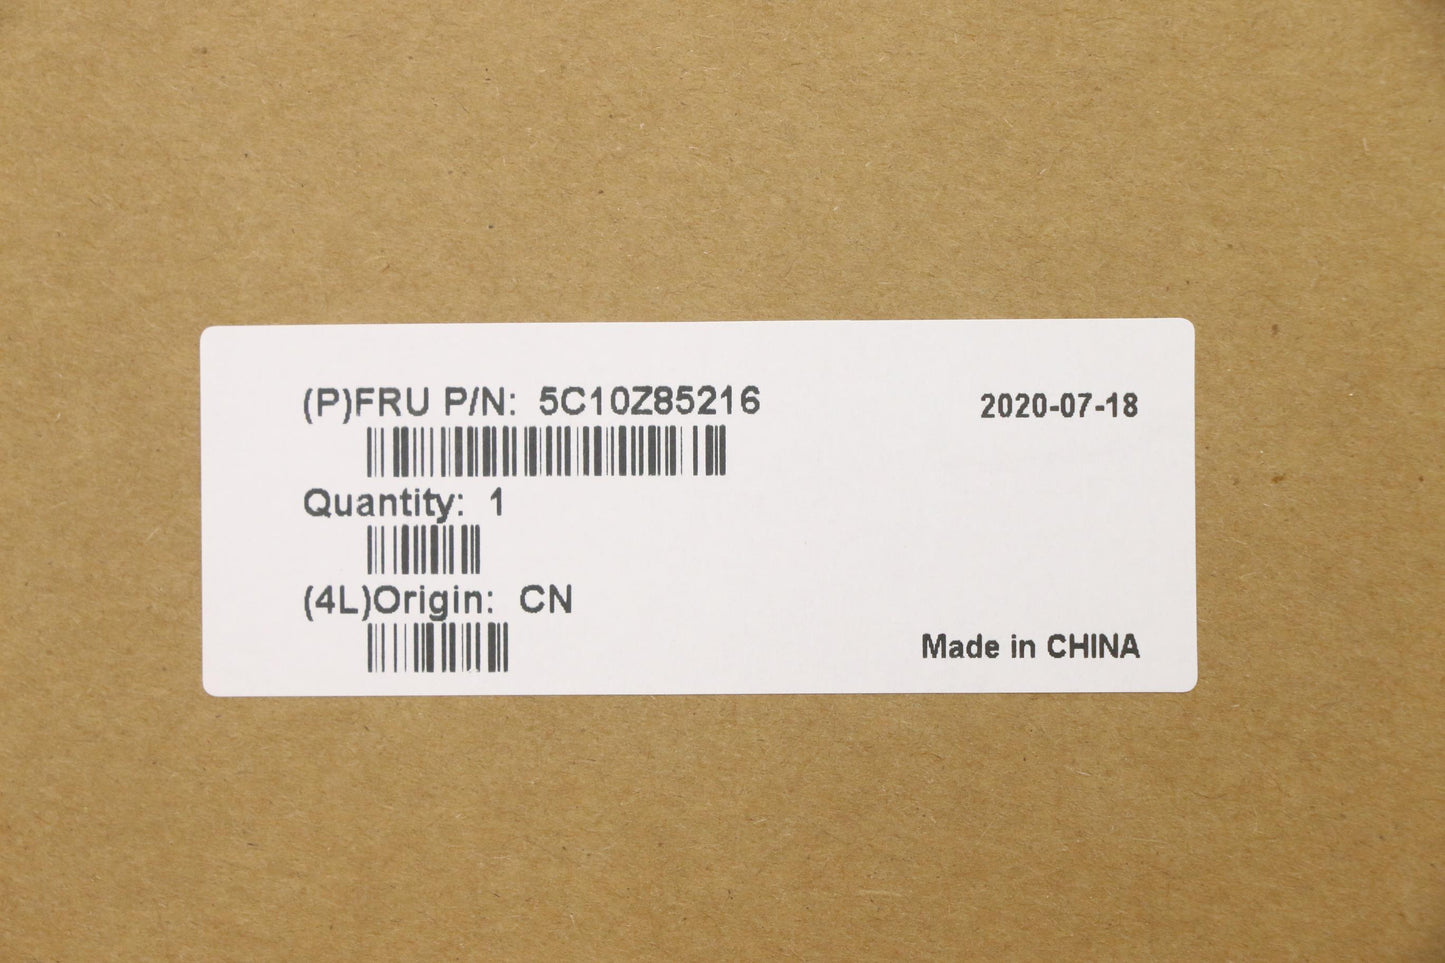 (P)FRU P/N: 5C10Z85216
2020-07-18
Quantity: 1
(4L)Origin: CN
Made in CHINA